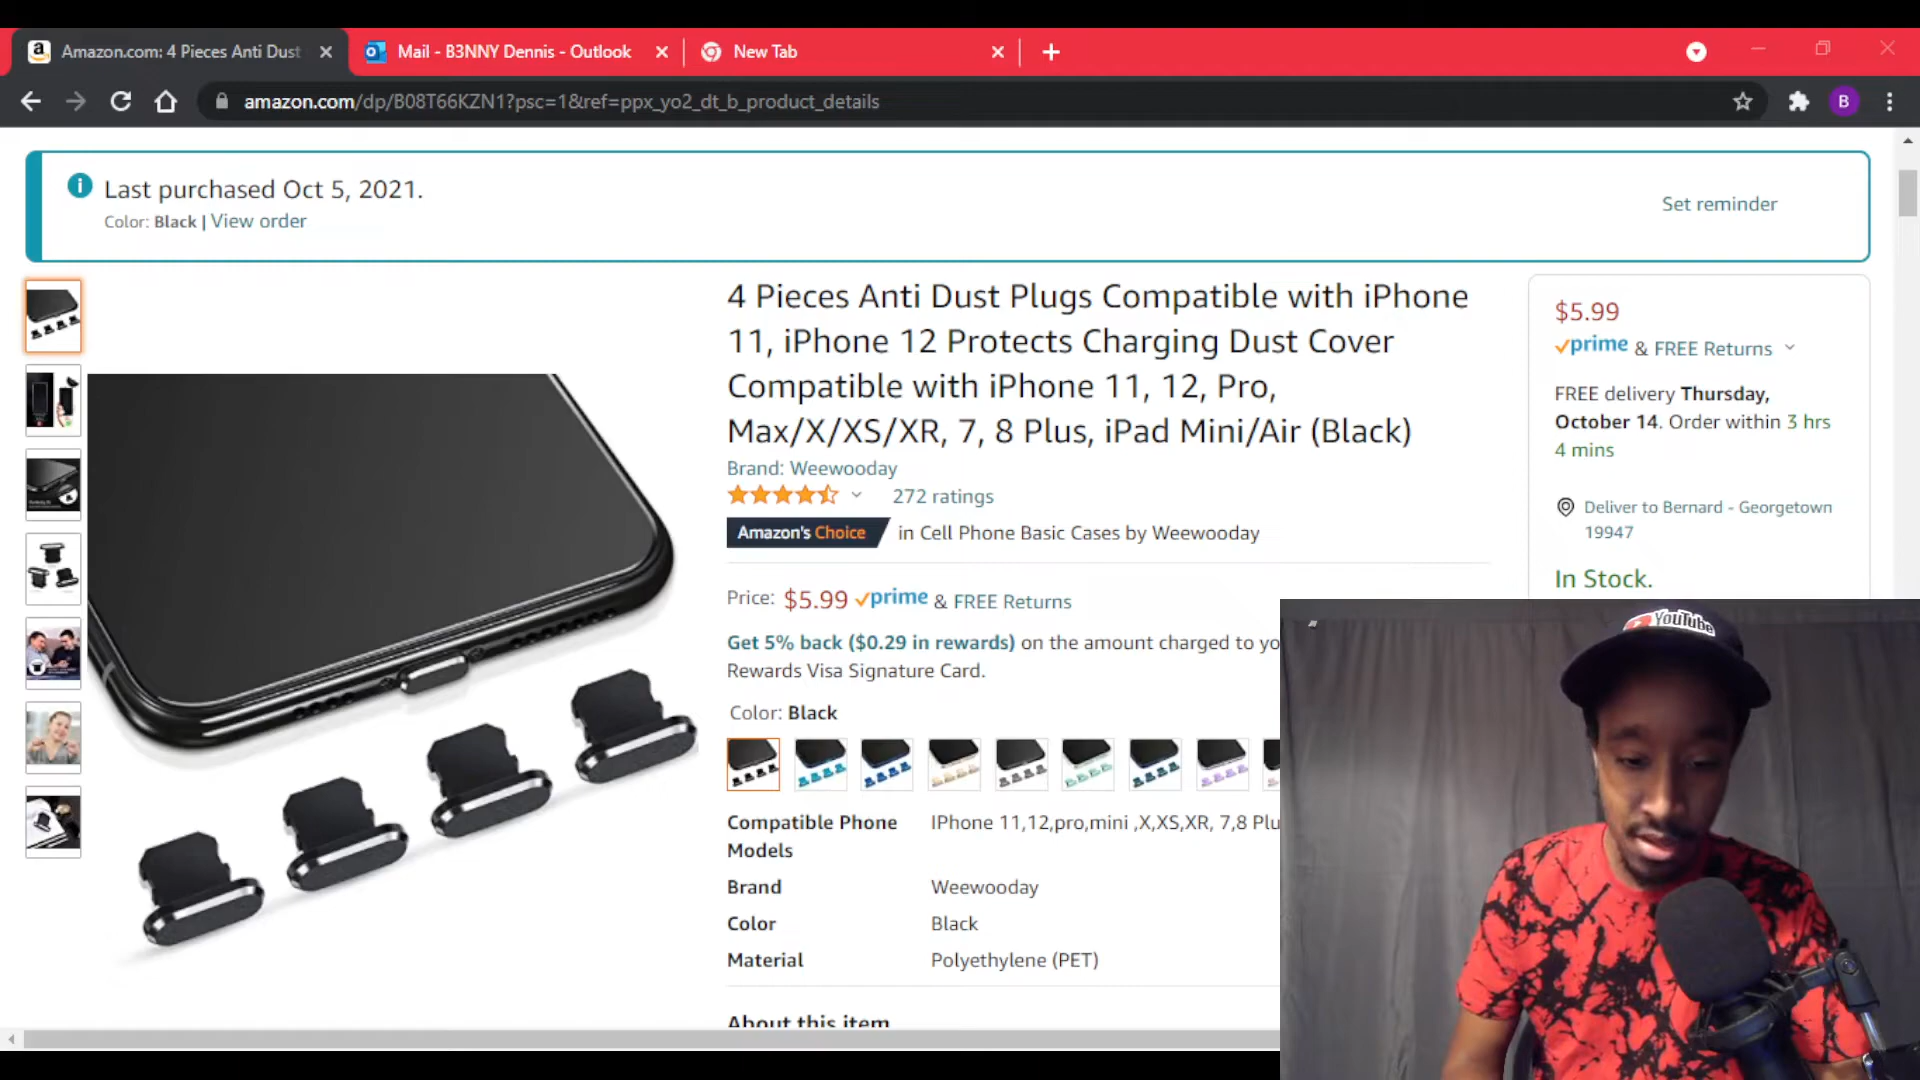 Amazon.com: 4 Pieces Anti Dust
Mail - B3NNY Dennis - Outlook
New Tab
amazon.com/dp/B08T66KZN1?psc=1&ref=ppx_yo2_dt_b_product_details
B
Last purchased Oct 5, 2021.
Color: Black | View order
Set reminder
4 Pieces Anti Dust Plugs Compatible with iPhone
11, iPhone 12 Protects Charging Dust Cover
Compatible with iPhone 11, 12, Pro,
Max/X/XS/XR, 7, 8 Plus, iPad Mini/Air (Black)
Brand: Weewooday
272 ratings
Amazon's Choice in Cell Phone Basic Cases by Weewooday
Price: $5.99 prime & FREE Returns
Get 5% back ($0.29 in rewards) on the amount charged to yo
Rewards Visa Signature Card.
Color: Black
Compatible Phone IPhone 11,12,pro,mini ,X,XS,XR, 7,8 Plu
Models
Brand Weewooday
Color Black
Material Polyethylene (PET)
About this item
$5.99
prime & FREE Returns
FREE delivery Thursday,
October 14. Order within 3 hrs
4 mins
Deliver to Bernard - Georgetown
19947
In Stock.
YouTube